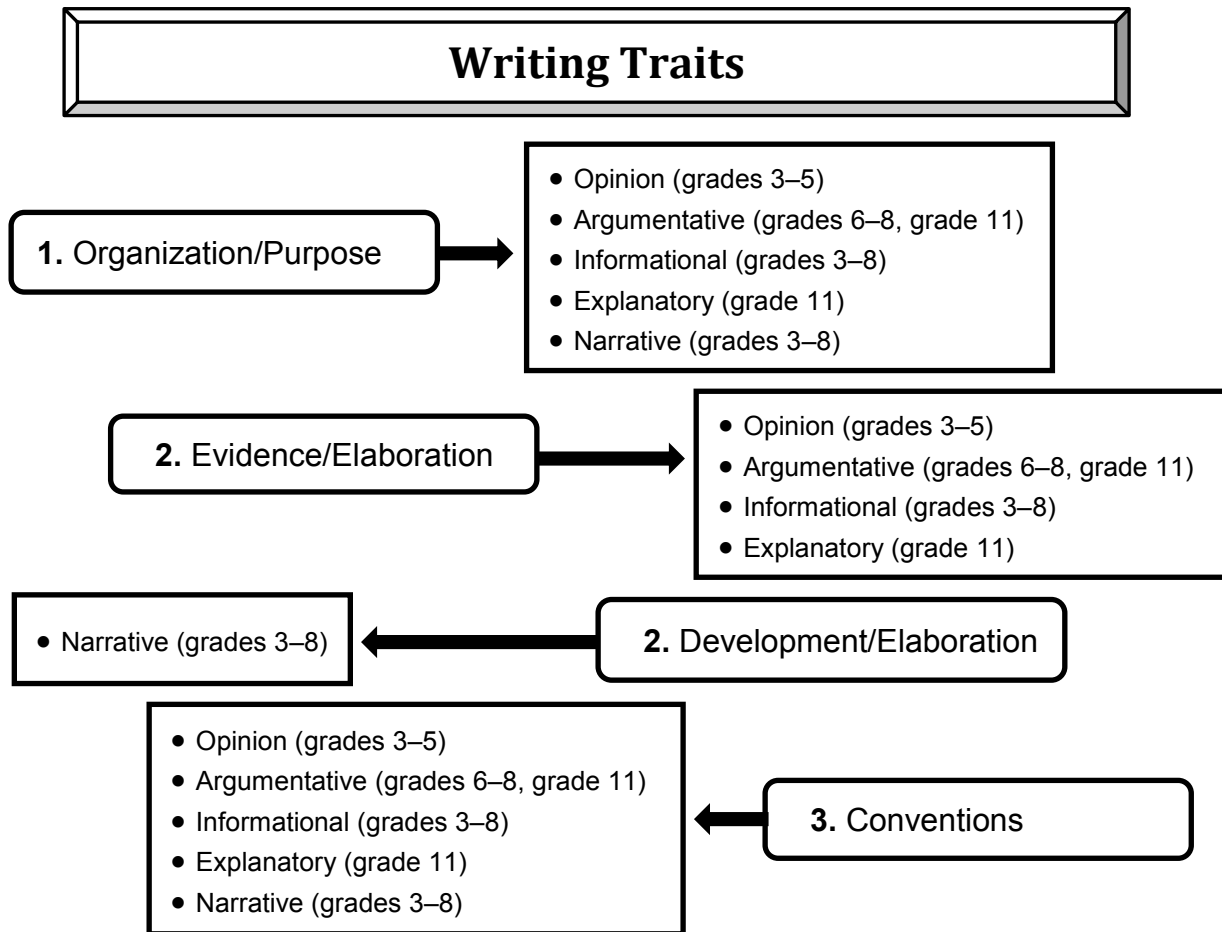 Writing Traits
1. Organization/Purpose
• Opinion (grades 3–5)
• Argumentative (grades 6–8, grade 11)
• Informational (grades 3–8)
• Explanatory (grade 11)
• Narrative (grades 3–8)
2. Evidence/Elaboration
• Opinion (grades 3–5)
• Argumentative (grades 6–8, grade 11)
• Informational (grades 3–8)
• Explanatory (grade 11)
2. Development/Elaboration
• Narrative (grades 3–8)
3. Conventions
• Opinion (grades 3–5)
• Argumentative (grades 6–8, grade 11)
• Informational (grades 3–8)
• Explanatory (grade 11)
• Narrative (grades 3–8)